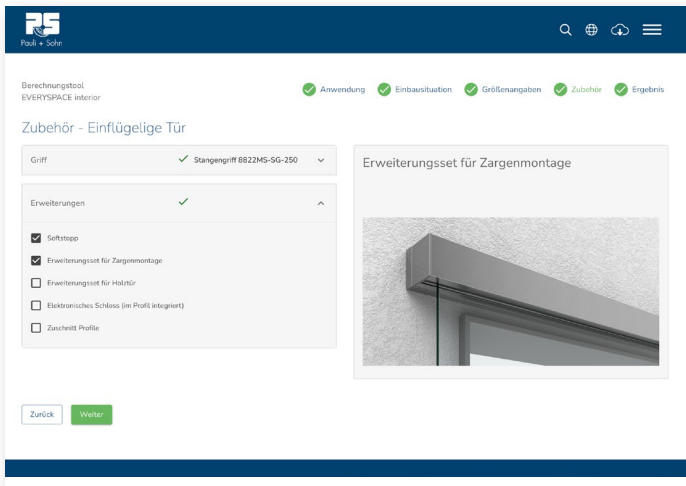 PS
Pauli + Sohn
Berechnungstool
EVERYSPACE interior
Anwendung Einbausituation Größenangaben Zubehör Ergebnis
Zubehör - Einflügelige Tür
Griff Stangengriff 8822MS-SG-250
Erweiterungen
Softstopp
Erweiterungsset für Zargenmontage
Erweiterungsset für Holztür
Elektronisches Schloss (im Profil integriert)
Zuschnitt Profile
Erweiterungsset für Zargenmontage
Zurück Weiter